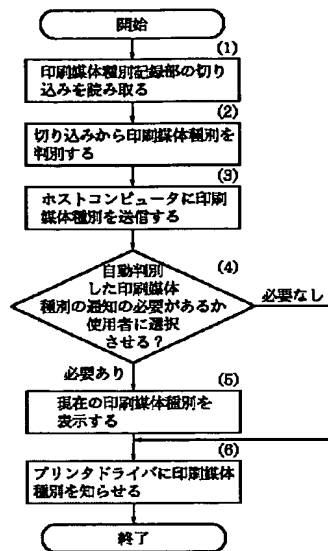 開始
(1)
印刷媒体種別記録部の切り
込みを読み取る
(2)
切り込みから印刷媒体種別を
判別する
(3)
ホストコンピュータに印刷
媒体種別を送信する
(4)
自動判別
した印刷媒体
種別の通知の必要があるか
使用者に選択
させる?
必要なし
必要あり
(5)
現在の印刷媒体種別を
表示する
(6)
プリンタドライバに印刷媒体
種別を知らせる
終了